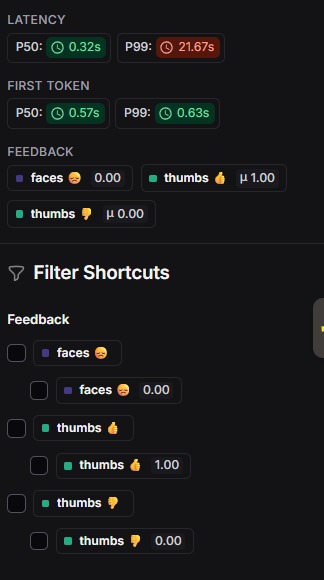 LATENCY
P50: 0.32s P99: 21.67s
FIRST TOKEN
P50: 0.57s P99: 0.63s
FEEDBACK
faces 😞 0.00 thumbs 👍 μ 1.00
thumbs 👎 μ 0.00
Filter Shortcuts
Feedback
faces 😞
faces 😞 0.00
thumbs 👍
thumbs 👍 1.00
thumbs 👎
thumbs 👎 0.00